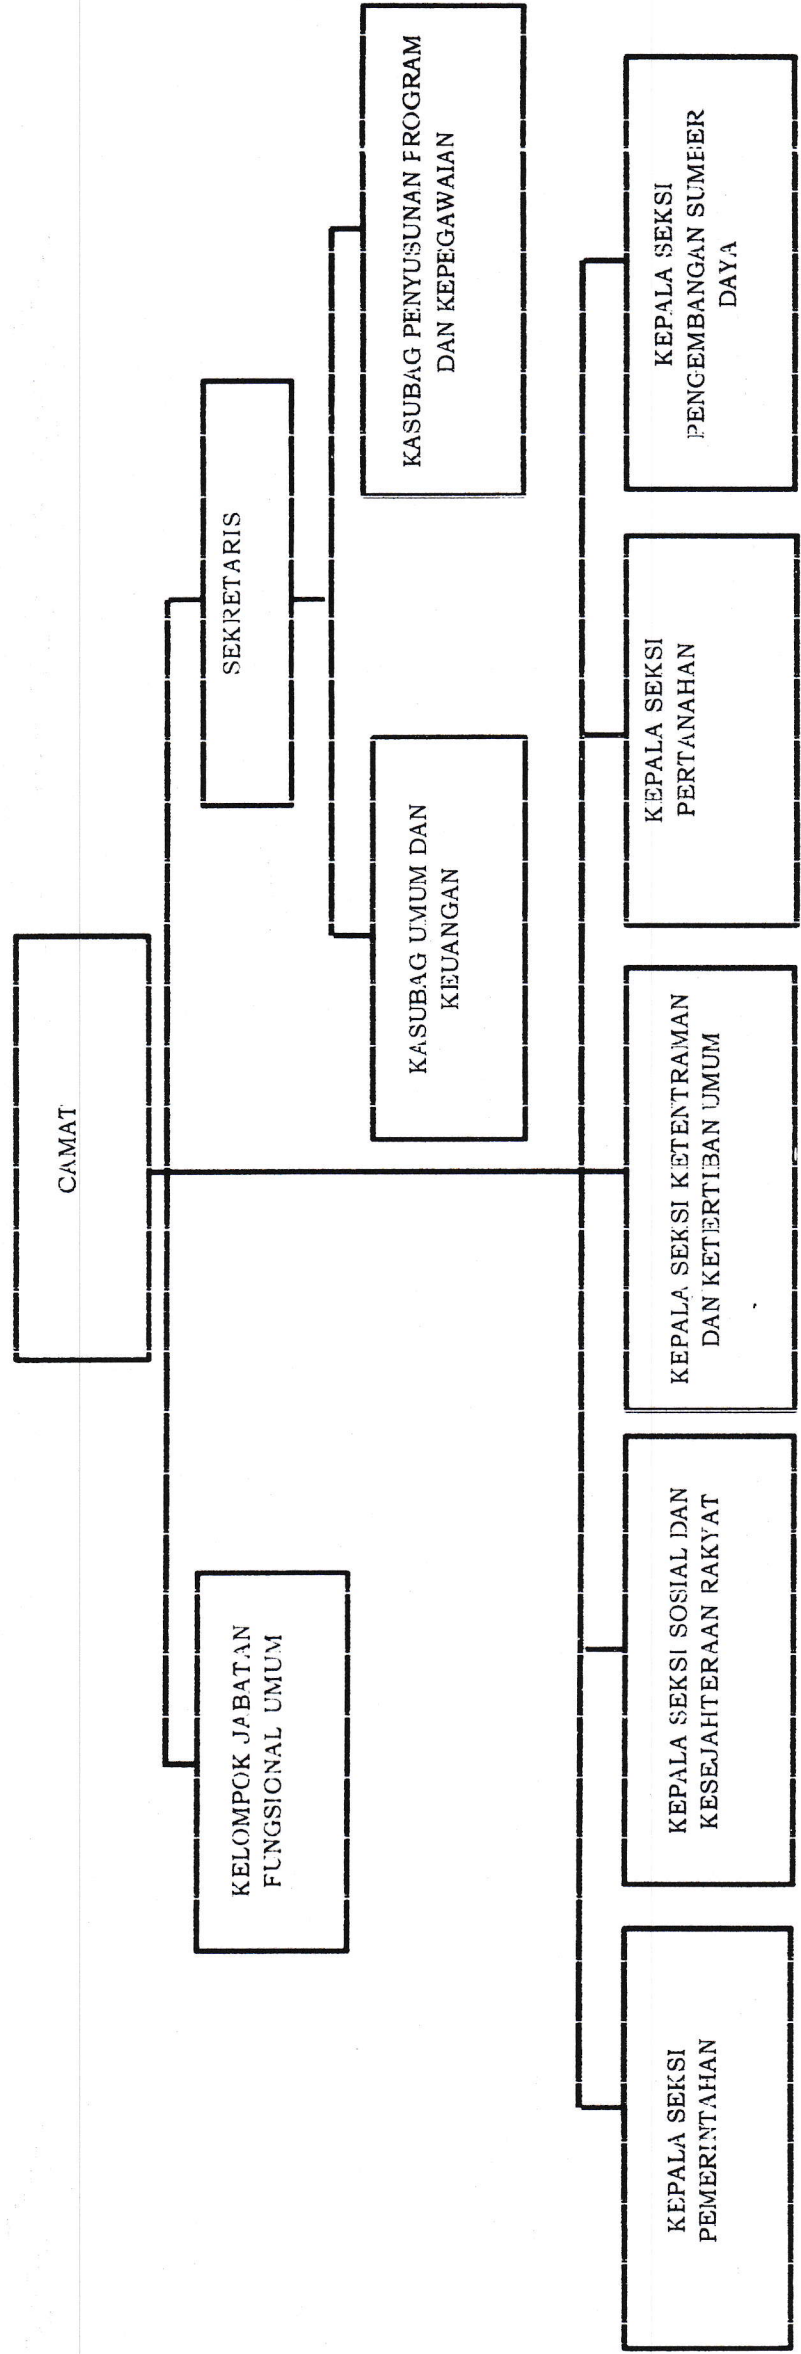 CAMAT
KELOMPOK JABATAN
FUNGSIONAL UMUM
SEKRETARIS
KASUBAG UMUM DAN
KEUANGAN
KASUBAG PENYUSUNAN PROGRAM
DAN KEPEGAWAIAN
KEPALA SEKSI
PEMERINTAHAN
KEPALA SEKSI SOSIAL DAN
KESEJAHTERAAN RAKYAT
KEPALA SEKSI KETENTRAMAN
DAN KETERTIBAN UMUM
KEPALA SEKSI
PERTANAHAN
KEPALA SEKSI
PENGEMBANGAN SUMBER
DAYA